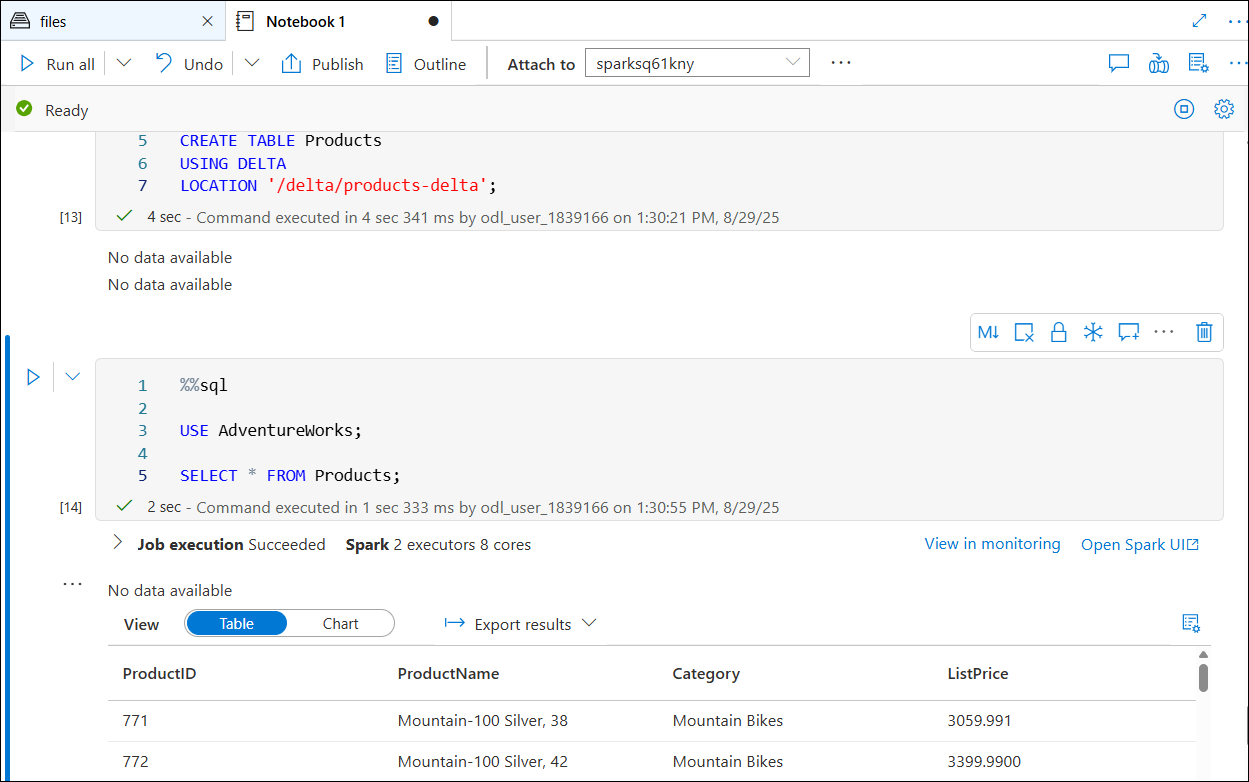 files
Notebook 1
Run all
Undo
Publish
Outline
Attach to
sparksq61kny
Ready
5 CREATE TABLE Products
6 USING DELTA
7 LOCATION '/delta/products-delta';
[13] 4 sec - Command executed in 4 sec 341 ms by odl_user_1839166 on 1:30:21 PM, 8/29/25
No data available
No data available
M↓
1 %%sql
2
3 USE AdventureWorks;
4
5 SELECT * FROM Products;
[14] 2 sec - Command executed in 1 sec 333 ms by odl_user_1839166 on 1:30:55 PM, 8/29/25
Job execution Succeeded Spark 2 executors 8 cores View in monitoring Open Spark UI
No data available
View Table Chart Export results
ProductID ProductName Category ListPrice
771 Mountain-100 Silver, 38 Mountain Bikes 3059.991
772 Mountain-100 Silver, 42 Mountain Bikes 3399.9900